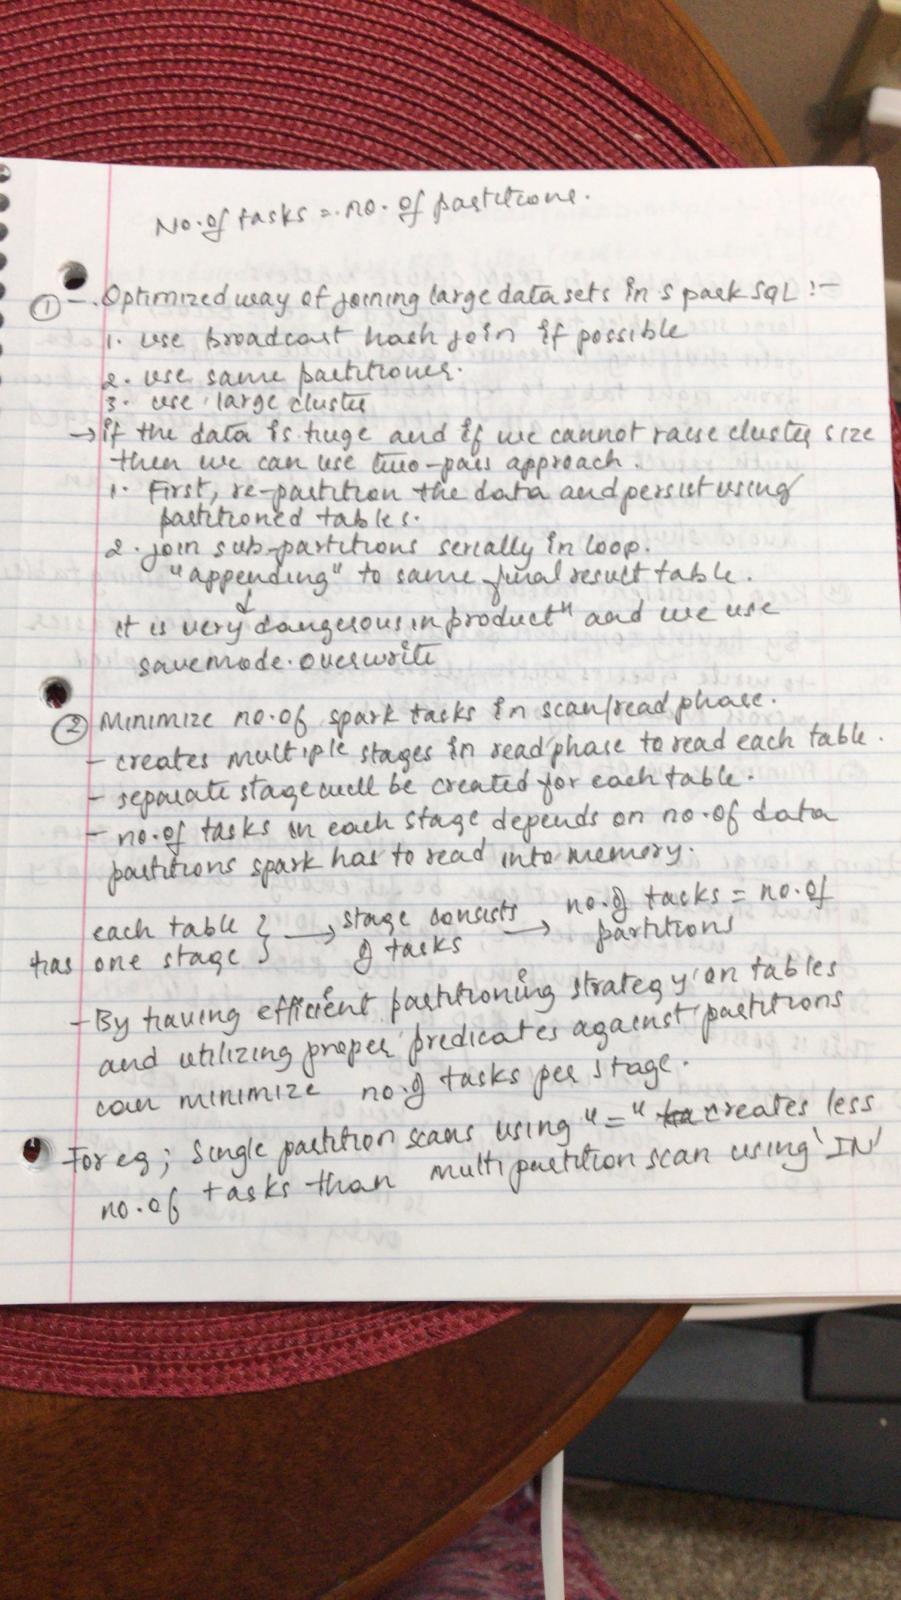 No. of tasks = no. of partitions.
① -. Optimized way of joining large data sets in spark SQL :-
1. use broadcast hash join if possible
2. use same partitioner.
3. use large cluster
→ if the data is huge and if we cannot raise cluster size
then we can use two-pass approach.
1. First, re-partition the data and persist using
partitioned tables.
2. join sub-partitions serially in loop.
"appending" to same final result table.
↓
it is very dangerous in productn and we use
savemode.overwrite
② Minimize no. of spark tasks in scan/read phase.
- creates multiple stages in read phase to read each table.
- separate stage will be created for each table.
- no. of tasks in each stage depends on no. of data
partitions spark has to read into memory.
each table } → stage consists → no. of tasks = no. of
has one stage } of tasks partitions
- By having efficient partitioning strategy on tables
and utilizing proper predicates against partitions
can minimize no. of tasks per stage.
For eg; Single partition scans using "=" creates less
no. of tasks than multi partition scan using 'IN'